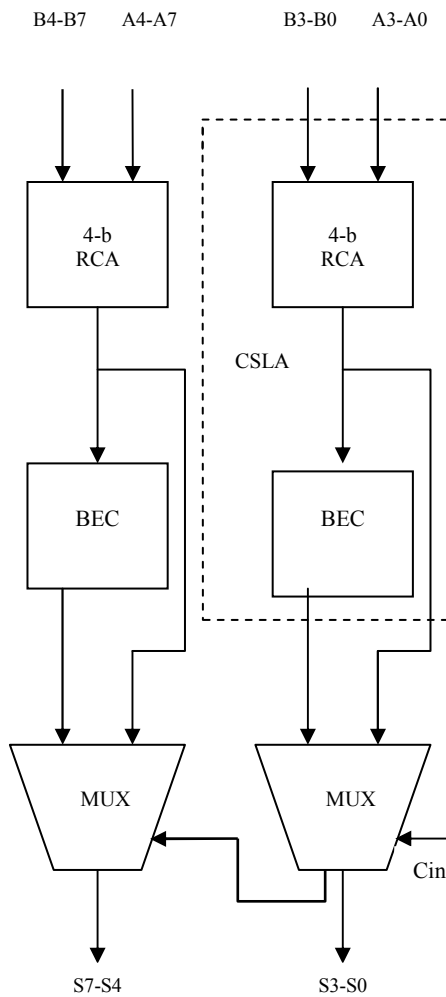 B4-B7 A4-A7 B3-B0 A3-A0
4-b
RCA
4-b
RCA
CSLA
BEC
BEC
MUX
MUX
Cin
S7-S4
S3-S0